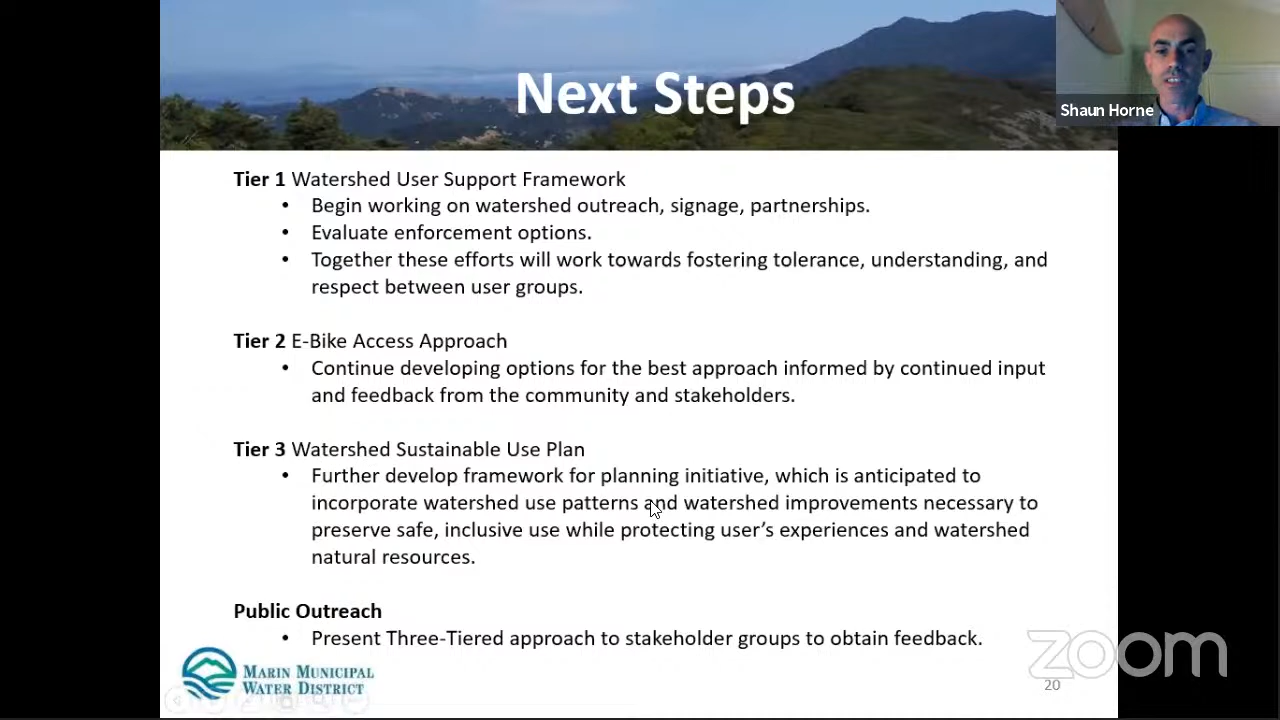 Next Steps
Shaun Horne
Tier 1 Watershed User Support Framework
• Begin working on watershed outreach, signage, partnerships.
• Evaluate enforcement options.
• Together these efforts will work towards fostering tolerance, understanding, and
respect between user groups.
Tier 2 E-Bike Access Approach
• Continue developing options for the best approach informed by continued input
and feedback from the community and stakeholders.
Tier 3 Watershed Sustainable Use Plan
• Further develop framework for planning initiative, which is anticipated to
incorporate watershed use patterns and watershed improvements necessary to
preserve safe, inclusive use while protecting user's experiences and watershed
natural resources.
Public Outreach
• Present Three-Tiered approach to stakeholder groups to obtain feedback.
MARIN MUNICIPAL
WATER DISTRICT
zoom
20